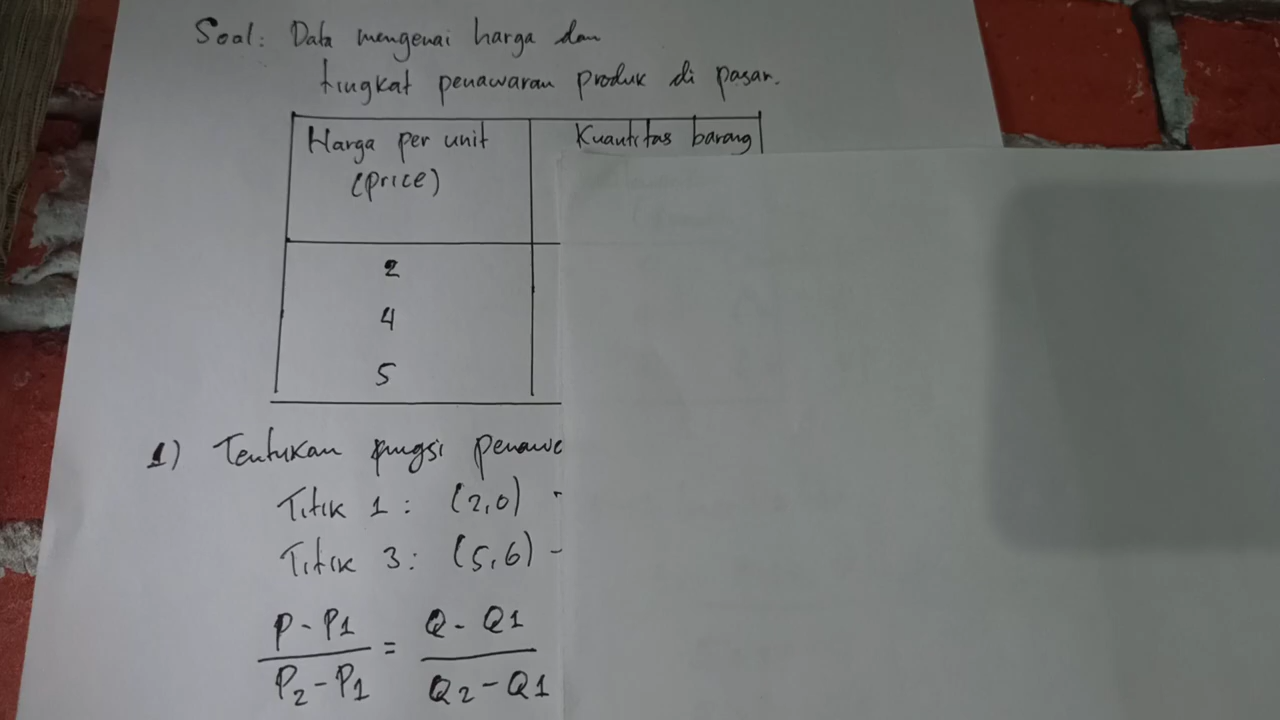 Soal: Data mengenai harga dan
tingkat penawaran produk di pasar.
Harga per unit
(price)
Kuantitas barang
2
4
5
1) Tentukan fungsi penawa
Titik 1: (2,0) -
Titik 3: (5,6) -
P - P1 / P2 - P1 = Q - Q1 / Q2 - Q1